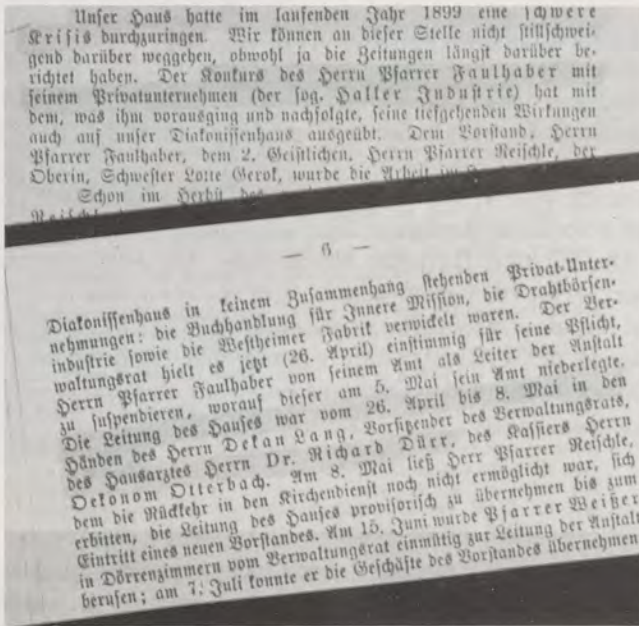 Unser Haus hatte im laufenden Jahr 1899 eine schwere
Krisis durchzuringen. Wir können an dieser Stelle nicht stillschwei-
gend darüber weggehen, obwohl ja die Zeitungen längst darüber be-
richtet haben. Der Konkurs des Herrn Pfarrer Faulhaber mit
seinem Privatunternehmen (der sog. Haller Industrie) hat mit
dem, was ihm vorausging und nachfolgte, seine tiefgehenden Wirkungen
auch auf unser Diakonissenhaus ausgeübt. Dem Vorstand, Herrn
Pfarrer Faulhaber, dem 2. Geistlichen, Herrn Pfarrer Reischle, der
Oberin, Schwester Lotte Gerok, wurde die Arbeit
Schon im Herbst
— 6 —
Diakonissenhaus in keinem Zusammenhang stehenden Privat-Unter-
nehmungen: die Buchhandlung für Innere Mission, die Drahtbörsen-
industrie sowie die Westheimer Fabrik verwickelt waren. Der Ver-
waltungsrat hielt es jetzt (26. April) einstimmig für seine Pflicht,
Herrn Pfarrer Faulhaber von seinem Amt als Leiter der Anstalt
zu suspendieren, worauf dieser am 5. Mai sein Amt niederlegte.
Die Leitung des Hauses war vom 26. April bis 8. Mai in den
Händen des Herrn Dekan Lang, Vorsitzender des Verwaltungsrats,
des Hausarztes Herrn Dr. Richard Dürr, des Kassiers Herrn
Oekonom Otterbach. Am 8. Mai ließ Herr Pfarrer Reischle,
dem die Rückkehr in den Kirchendienst noch nicht ermöglicht war, sich
erbitten, die Leitung des Hauses provisorisch zu übernehmen bis zum
Eintritt eines neuen Vorstandes. Am 15. Juni wurde Pfarrer Weißer
in Dörrenzimmern vom Verwaltungsrat einmütig zur Leitung der Anstalt
berufen; am 7. Juli konnte er die Geschäfte des Vorstandes übernehmen